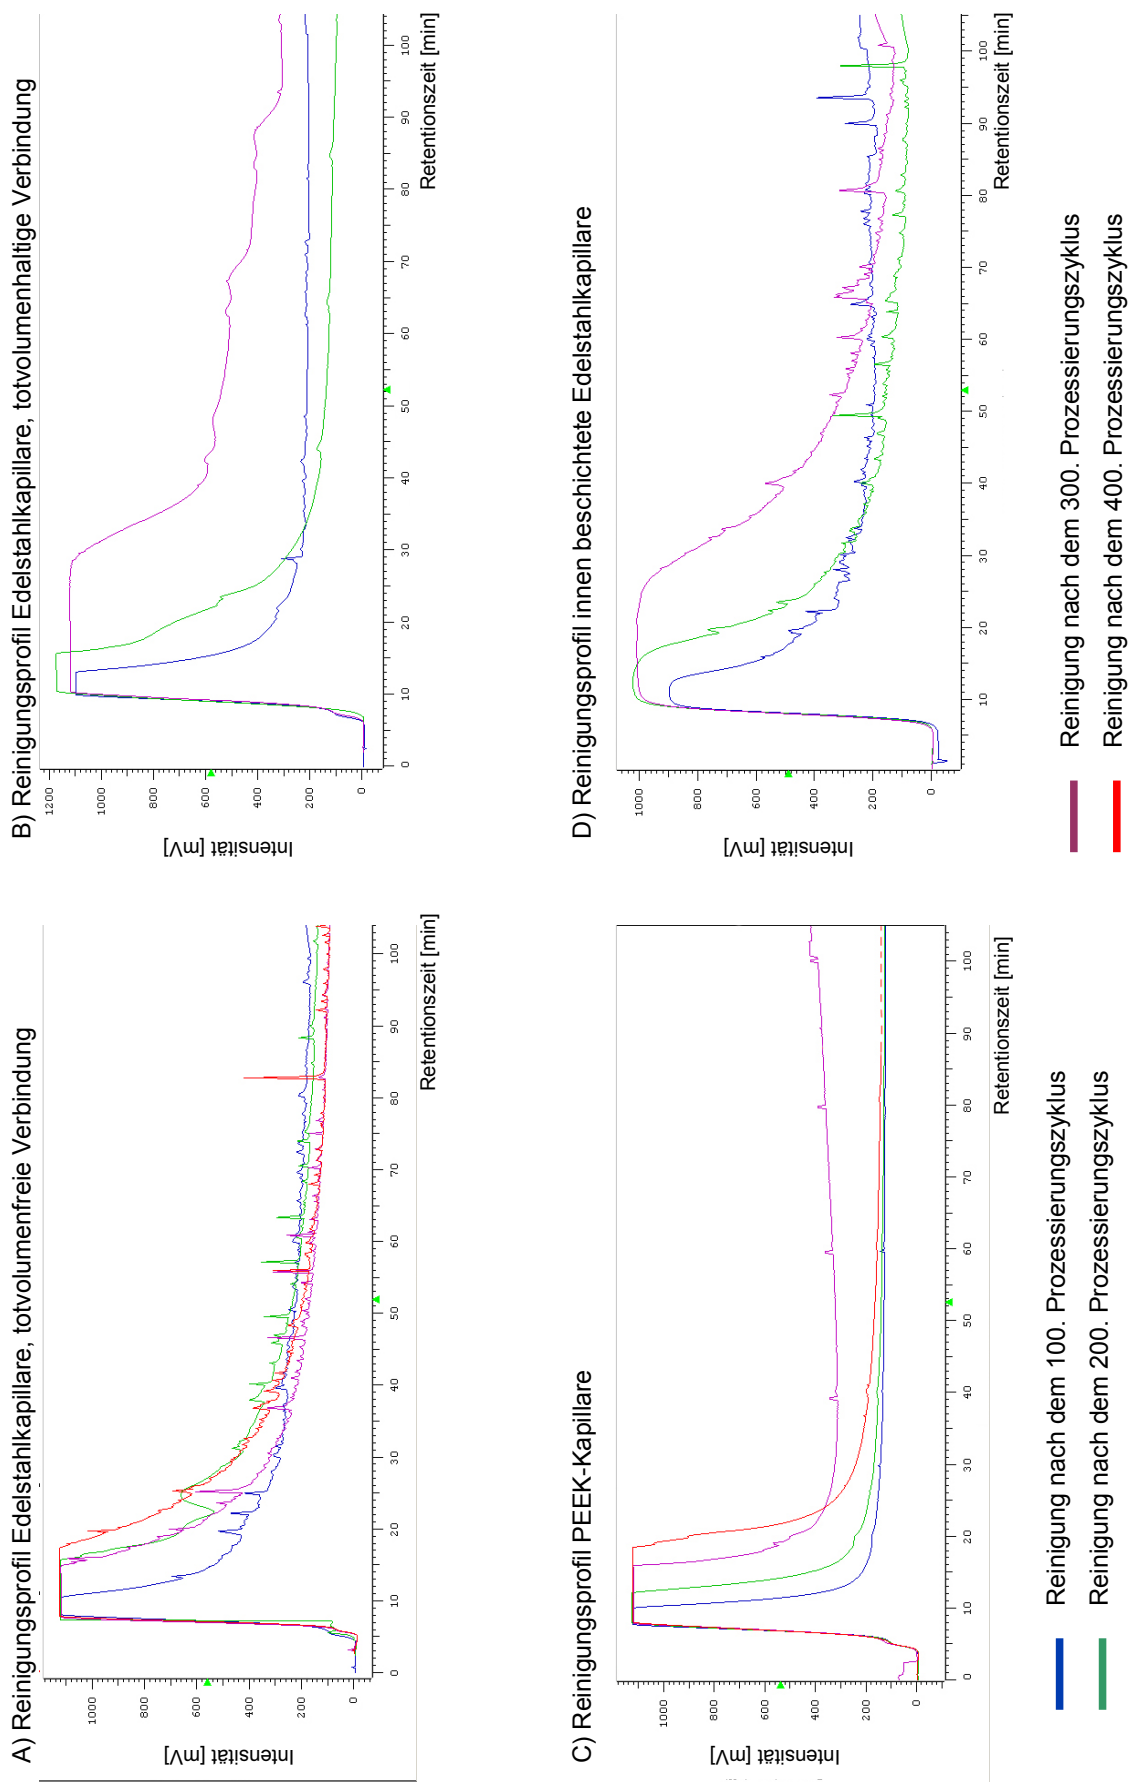 A) Reinigungsprofil Edelstahlkapillare, totvolumenfreie Verbindung
Intensität [mV]
1000
800
600
400
200
0
0 10 20 30 40 50 60 70 80 90 100
Retentionszeit [min]
B) Reinigungsprofil Edelstahkapillare, totvolumenhaltige Verbindung
Intensität [mV]
1200
1000
800
600
400
200
0
0 10 20 30 40 50 60 70 80 90 100
Retentionszeit [min]
C) Reinigungsprofil PEEK-Kapillare
Intensität [mV]
1000
800
600
400
200
0
0 10 20 30 40 50 60 70 80 90 100
Retentionszeit [min]
D) Reinigungsprofil innen beschichtete Edelstahlkapillare
Intensität [mV]
1000
800
600
400
200
0
10 20 30 40 50 60 70 80 90 100
Retentionszeit [min]
Reinigung nach dem 100. Prozessierungszyklus
Reinigung nach dem 200. Prozessierungszyklus
Reinigung nach dem 300. Prozessierungszyklus
Reinigung nach dem 400. Prozessierungszyklus